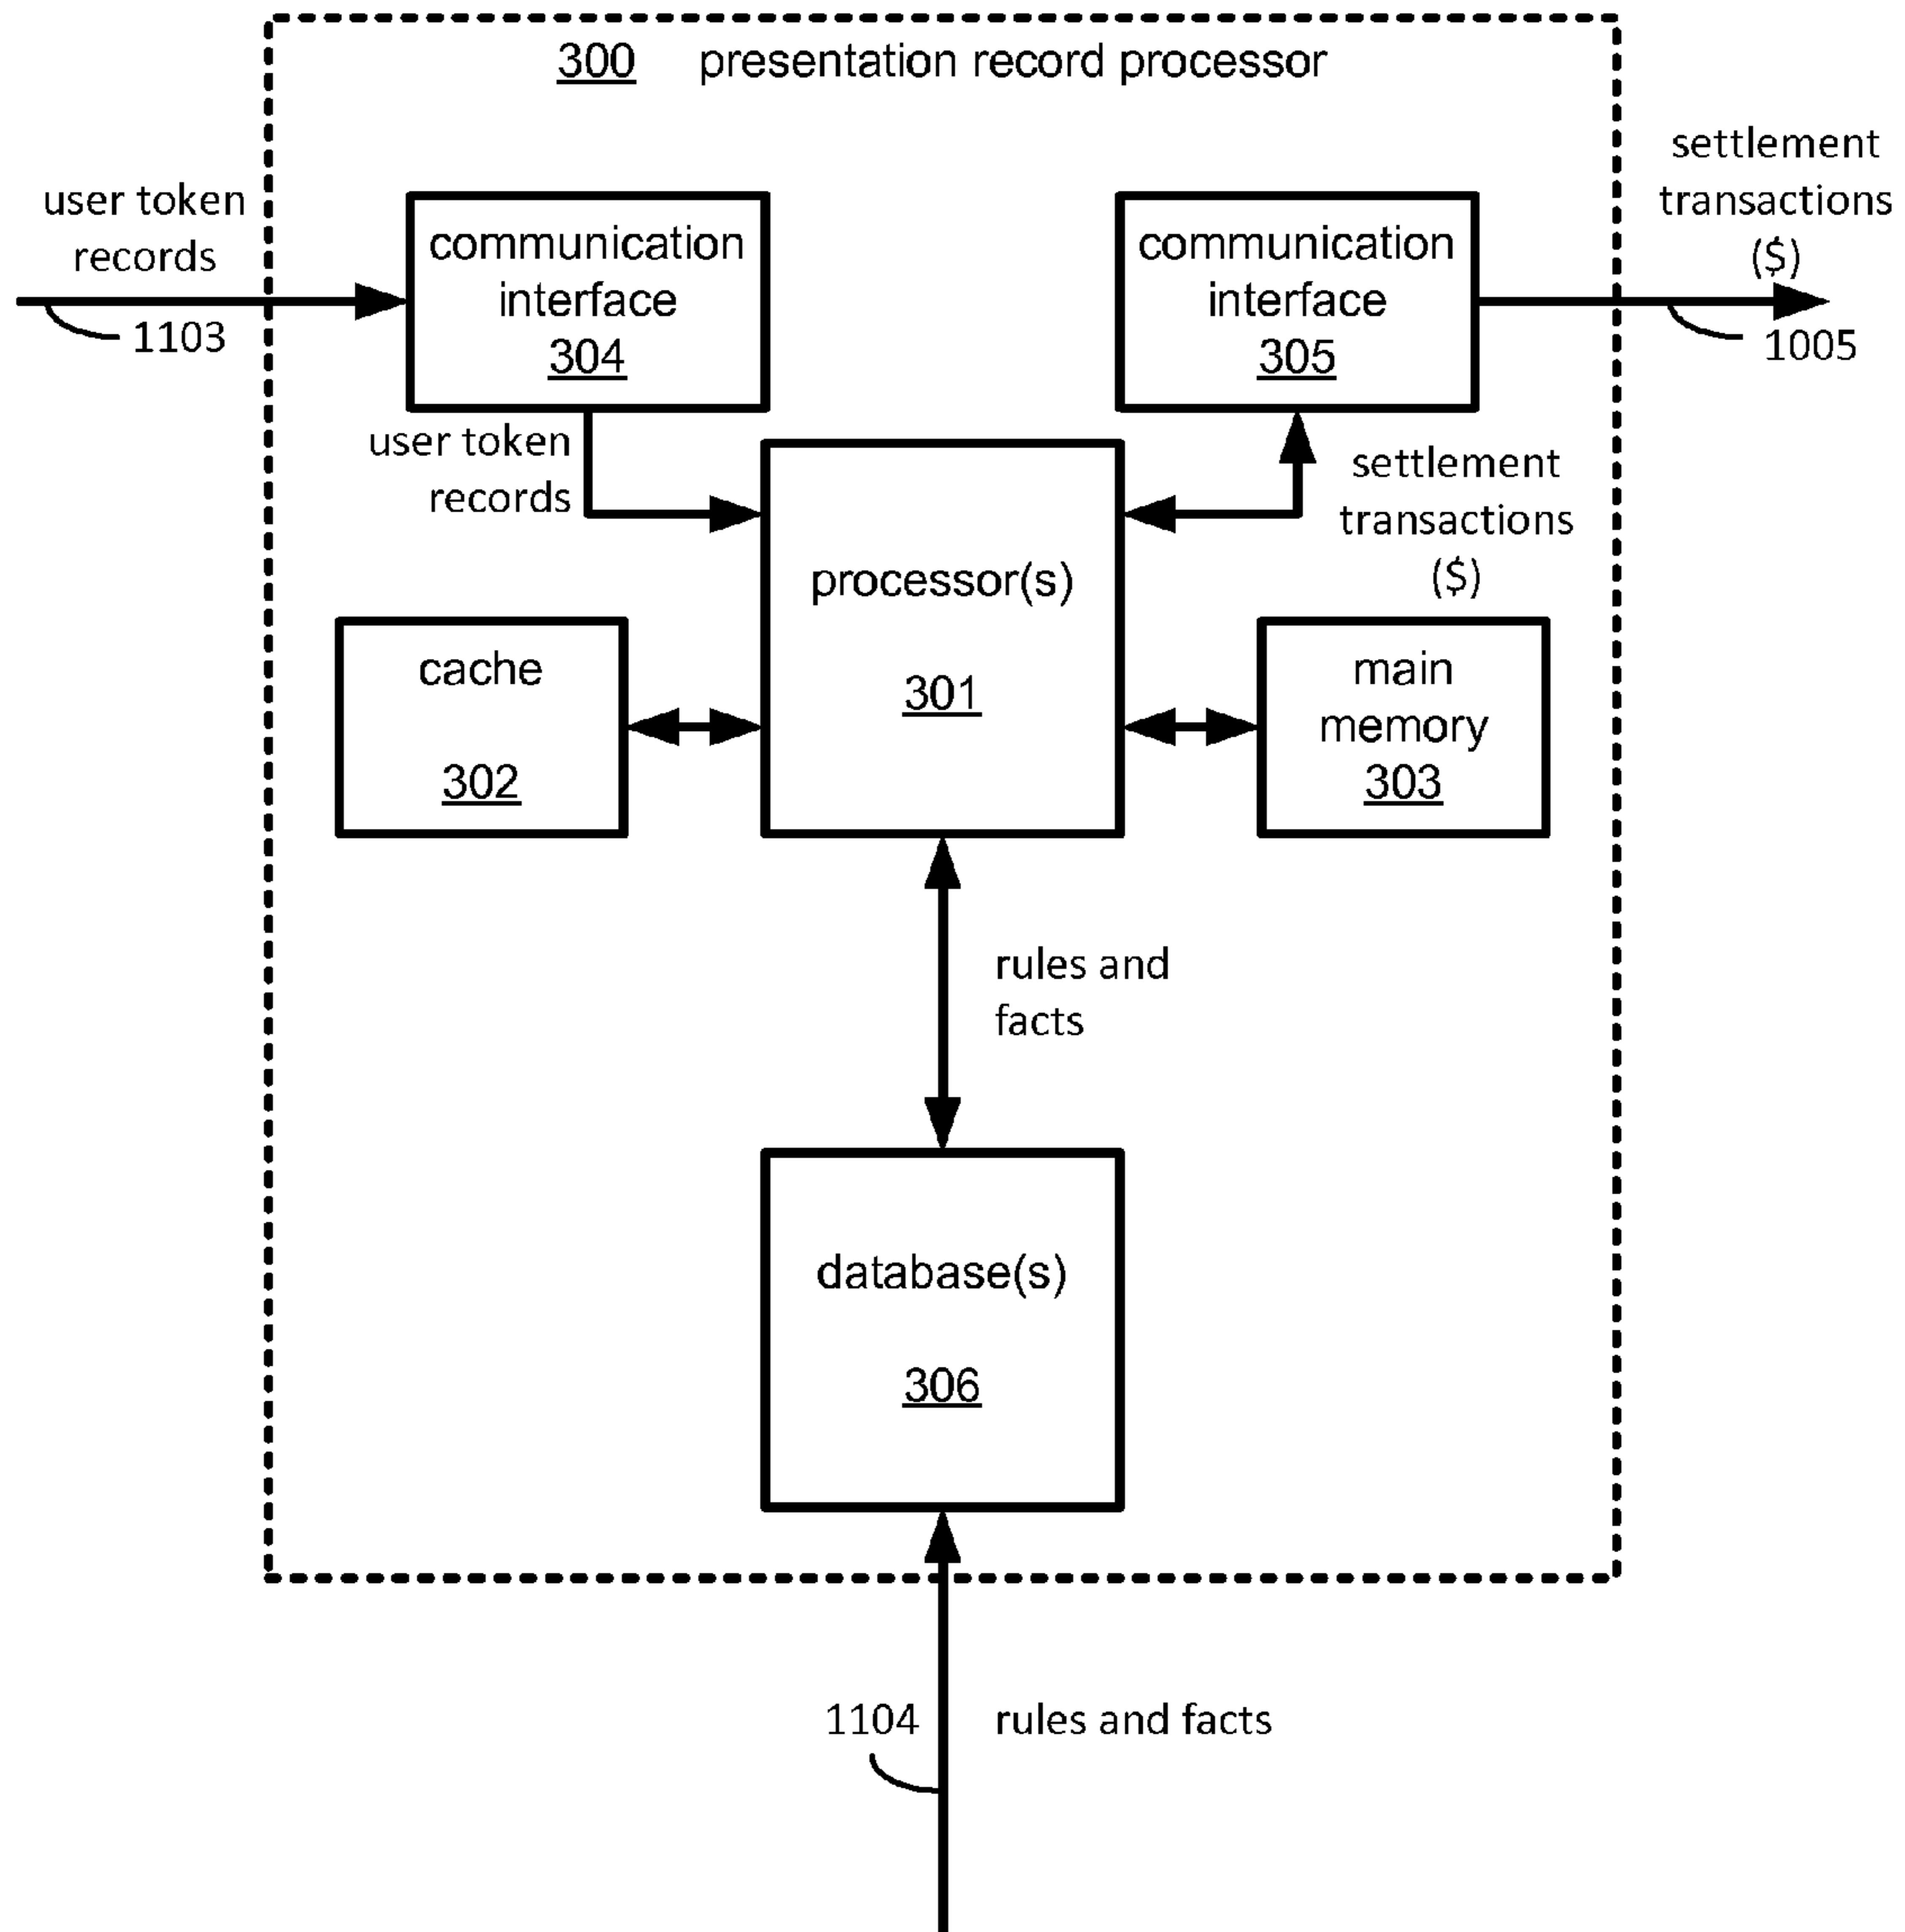 300 presentation record processor
user token
records
1103
communication
interface
304
communication
interface
305
settlement
transactions
($)
1005
user token
records
settlement
transactions
($)
processor(s)
301
cache
302
main
memory
303
rules and
facts
database(s)
306
1104
rules and facts